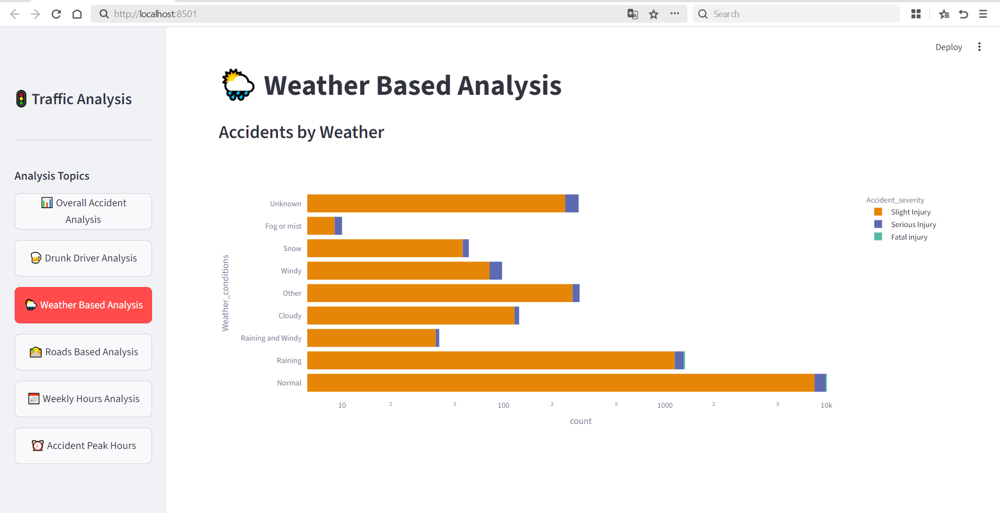 http://localhost:8501
Search
Deploy
Traffic Analysis
Analysis Topics
Overall Accident
Analysis
Drunk Driver Analysis
Weather Based Analysis
Roads Based Analysis
Weekly Hours Analysis
Accident Peak Hours
Weather Based Analysis
Accidents by Weather
Weather_conditions
Unknown
Fog or mist
Snow
Windy
Other
Cloudy
Raining and Windy
Raining
Normal
10 2 5 100 2 5 1000 2 5 10k
count
Accident_severity
Slight Injury
Serious Injury
Fatal injury